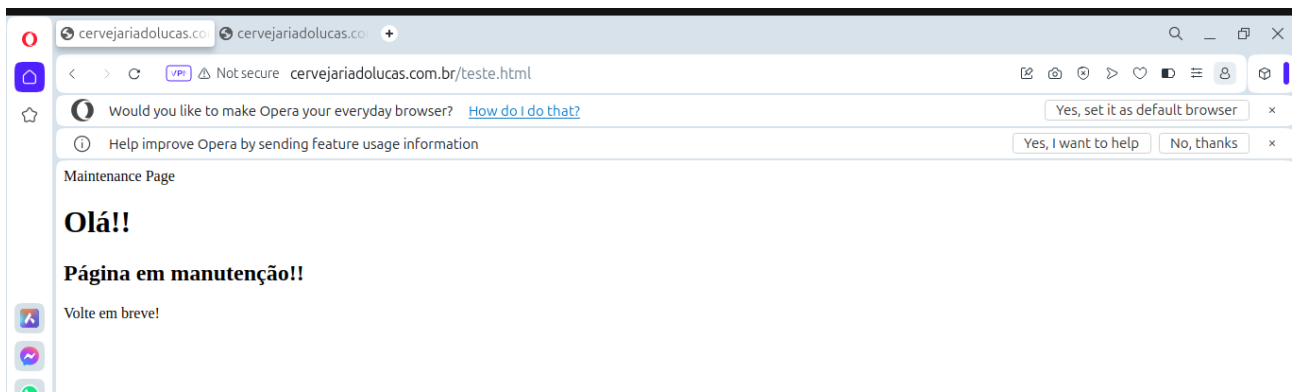 cervejariadolucas.co
cervejariadolucas.co
VPN Not secure cervejariadolucas.com.br/teste.html
Would you like to make Opera your everyday browser? How do I do that? Yes, set it as default browser
Help improve Opera by sending feature usage information Yes, I want to help No, thanks
Maintenance Page
Olá!!
Página em manutenção!!
Volte em breve!